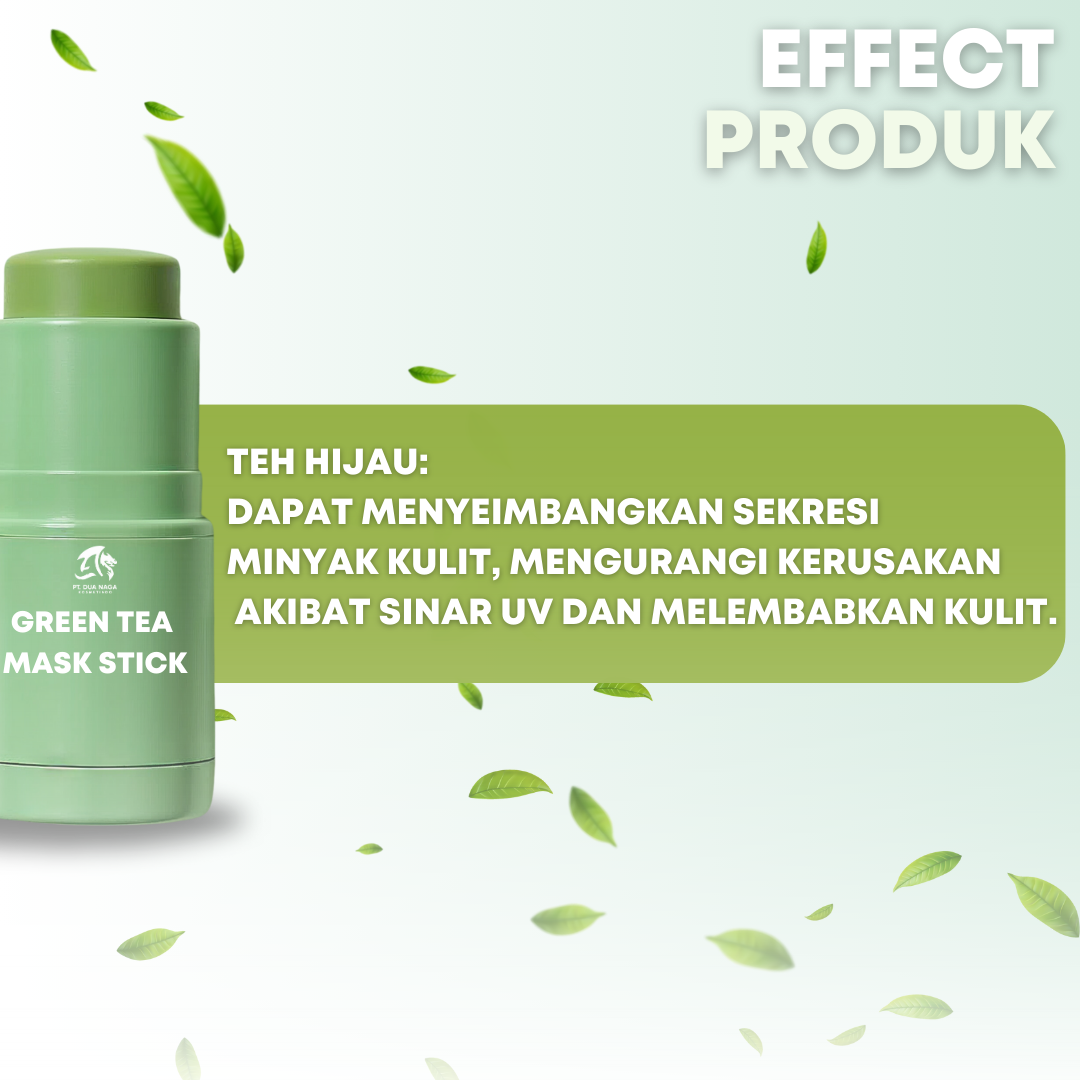 EFFECT
PRODUK
TEH HIJAU:
DAPAT MENYEIMBANGKAN SEKRESI
MINYAK KULIT, MENGURANGI KERUSAKAN
AKIBAT SINAR UV DAN MELEMBABKAN KULIT.
PT. DUA NAGA
KOSMETINDO
GREEN TEA
MASK STICK